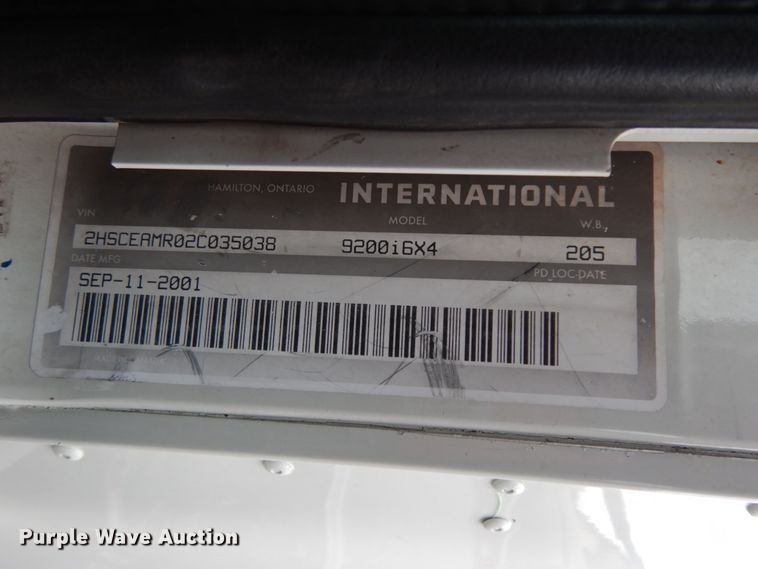 HAMILTON, ONTARIO INTERNATIONAL
VIN MODEL W.B.
2HSCEAMR02C035038 9200i6X4 205
DATE MFG PD LOC-DATE
SEP-11-2001
Purple Wave Auction